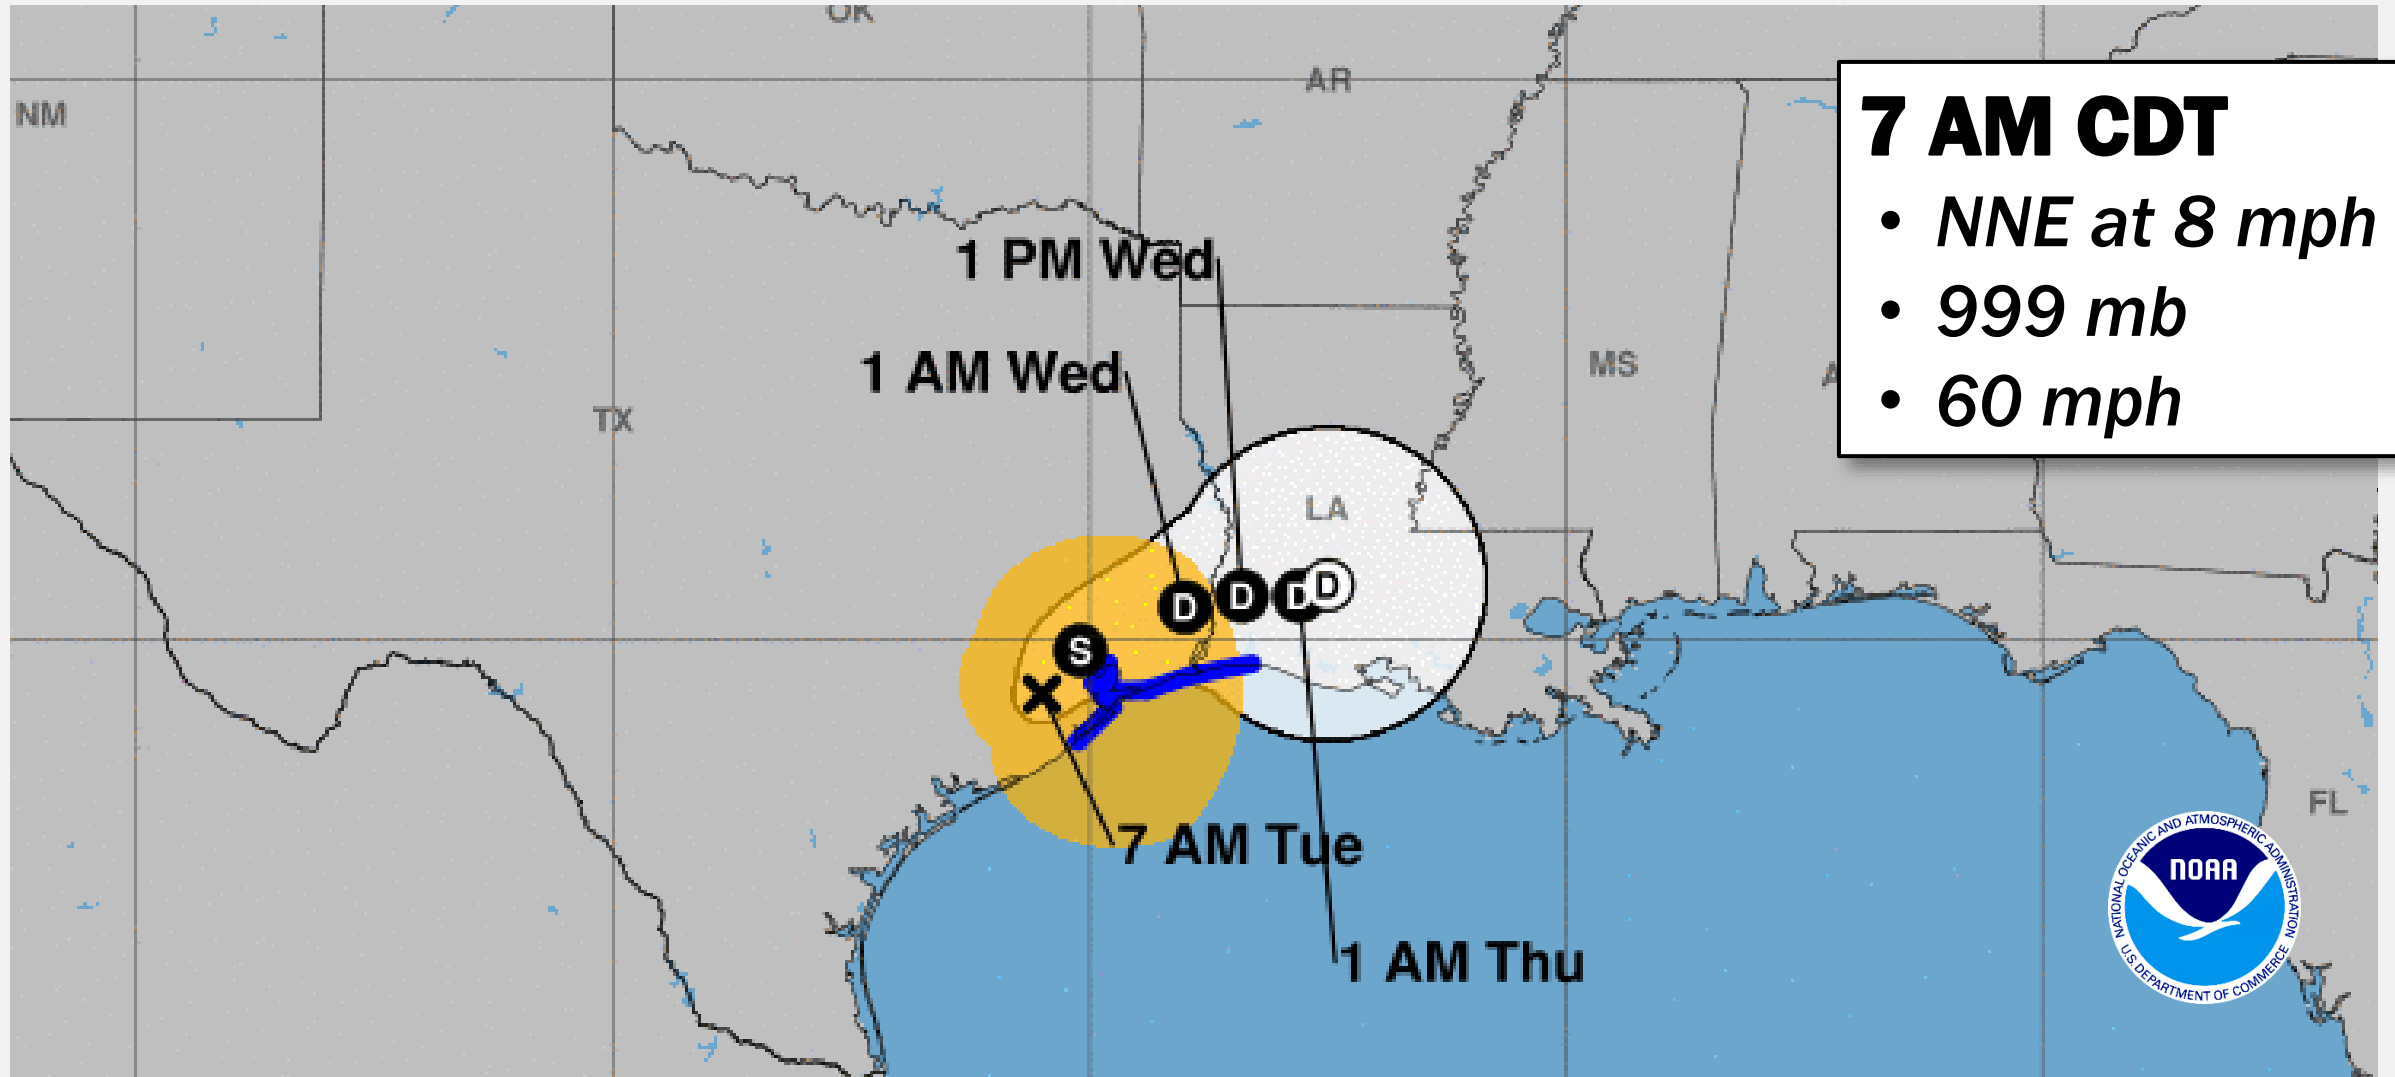 OK
NM
AR
7 AM CDT
• NNE at 8 mph
• 999 mb
• 60 mph
1 PM Wed
1 AM Wed
TX
MS
LA
D
D
D
D
S
7 AM Tue
FL
1 AM Thu
NATIONAL OCEANIC AND ATMOSPHERIC ADMINISTRATION
NOAA
U.S. DEPARTMENT OF COMMERCE